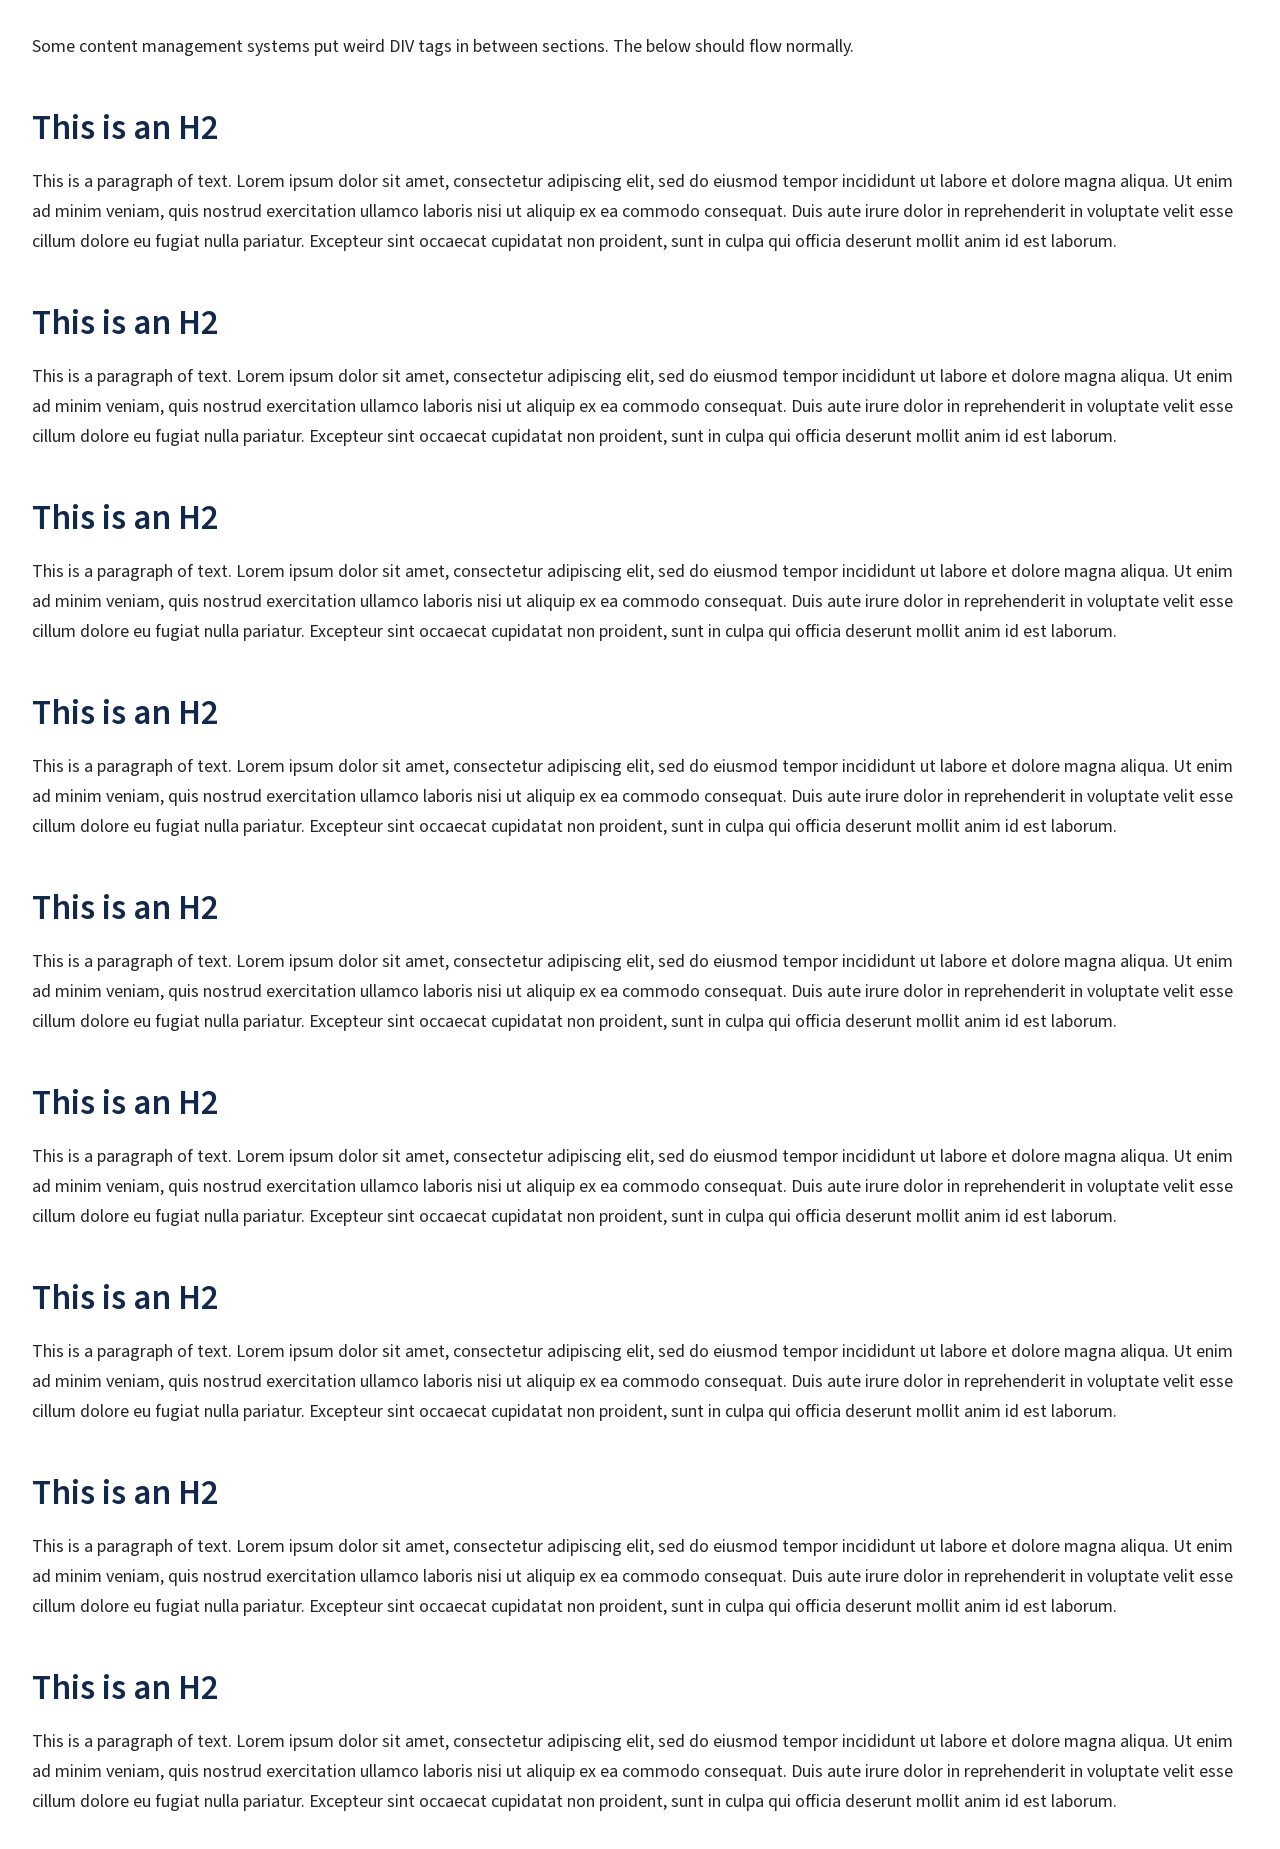 Some content management systems put weird DIV tags in between sections. The below should flow normally.
This is an H2
This is a paragraph of text. Lorem ipsum dolor sit amet, consectetur adipiscing elit, sed do eiusmod tempor incididunt ut labore et dolore magna aliqua. Ut enim
ad minim veniam, quis nostrud exercitation ullamco laboris nisi ut aliquip ex ea commodo consequat. Duis aute irure dolor in reprehenderit in voluptate velit esse
cillum dolore eu fugiat nulla pariatur. Excepteur sint occaecat cupidatat non proident, sunt in culpa qui officia deserunt mollit anim id est laborum.
This is an H2
This is a paragraph of text. Lorem ipsum dolor sit amet, consectetur adipiscing elit, sed do eiusmod tempor incididunt ut labore et dolore magna aliqua. Ut enim
ad minim veniam, quis nostrud exercitation ullamco laboris nisi ut aliquip ex ea commodo consequat. Duis aute irure dolor in reprehenderit in voluptate velit esse
cillum dolore eu fugiat nulla pariatur. Excepteur sint occaecat cupidatat non proident, sunt in culpa qui officia deserunt mollit anim id est laborum.
This is an H2
This is a paragraph of text. Lorem ipsum dolor sit amet, consectetur adipiscing elit, sed do eiusmod tempor incididunt ut labore et dolore magna aliqua. Ut enim
ad minim veniam, quis nostrud exercitation ullamco laboris nisi ut aliquip ex ea commodo consequat. Duis aute irure dolor in reprehenderit in voluptate velit esse
cillum dolore eu fugiat nulla pariatur. Excepteur sint occaecat cupidatat non proident, sunt in culpa qui officia deserunt mollit anim id est laborum.
This is an H2
This is a paragraph of text. Lorem ipsum dolor sit amet, consectetur adipiscing elit, sed do eiusmod tempor incididunt ut labore et dolore magna aliqua. Ut enim
ad minim veniam, quis nostrud exercitation ullamco laboris nisi ut aliquip ex ea commodo consequat. Duis aute irure dolor in reprehenderit in voluptate velit esse
cillum dolore eu fugiat nulla pariatur. Excepteur sint occaecat cupidatat non proident, sunt in culpa qui officia deserunt mollit anim id est laborum.
This is an H2
This is a paragraph of text. Lorem ipsum dolor sit amet, consectetur adipiscing elit, sed do eiusmod tempor incididunt ut labore et dolore magna aliqua. Ut enim
ad minim veniam, quis nostrud exercitation ullamco laboris nisi ut aliquip ex ea commodo consequat. Duis aute irure dolor in reprehenderit in voluptate velit esse
cillum dolore eu fugiat nulla pariatur. Excepteur sint occaecat cupidatat non proident, sunt in culpa qui officia deserunt mollit anim id est laborum.
This is an H2
This is a paragraph of text. Lorem ipsum dolor sit amet, consectetur adipiscing elit, sed do eiusmod tempor incididunt ut labore et dolore magna aliqua. Ut enim
ad minim veniam, quis nostrud exercitation ullamco laboris nisi ut aliquip ex ea commodo consequat. Duis aute irure dolor in reprehenderit in voluptate velit esse
cillum dolore eu fugiat nulla pariatur. Excepteur sint occaecat cupidatat non proident, sunt in culpa qui officia deserunt mollit anim id est laborum.
This is an H2
This is a paragraph of text. Lorem ipsum dolor sit amet, consectetur adipiscing elit, sed do eiusmod tempor incididunt ut labore et dolore magna aliqua. Ut enim
ad minim veniam, quis nostrud exercitation ullamco laboris nisi ut aliquip ex ea commodo consequat. Duis aute irure dolor in reprehenderit in voluptate velit esse
cillum dolore eu fugiat nulla pariatur. Excepteur sint occaecat cupidatat non proident, sunt in culpa qui officia deserunt mollit anim id est laborum.
This is an H2
This is a paragraph of text. Lorem ipsum dolor sit amet, consectetur adipiscing elit, sed do eiusmod tempor incididunt ut labore et dolore magna aliqua. Ut enim
ad minim veniam, quis nostrud exercitation ullamco laboris nisi ut aliquip ex ea commodo consequat. Duis aute irure dolor in reprehenderit in voluptate velit esse
cillum dolore eu fugiat nulla pariatur. Excepteur sint occaecat cupidatat non proident, sunt in culpa qui officia deserunt mollit anim id est laborum.
This is an H2
This is a paragraph of text. Lorem ipsum dolor sit amet, consectetur adipiscing elit, sed do eiusmod tempor incididunt ut labore et dolore magna aliqua. Ut enim
ad minim veniam, quis nostrud exercitation ullamco laboris nisi ut aliquip ex ea commodo consequat. Duis aute irure dolor in reprehenderit in voluptate velit esse
cillum dolore eu fugiat nulla pariatur. Excepteur sint occaecat cupidatat non proident, sunt in culpa qui officia deserunt mollit anim id est laborum.